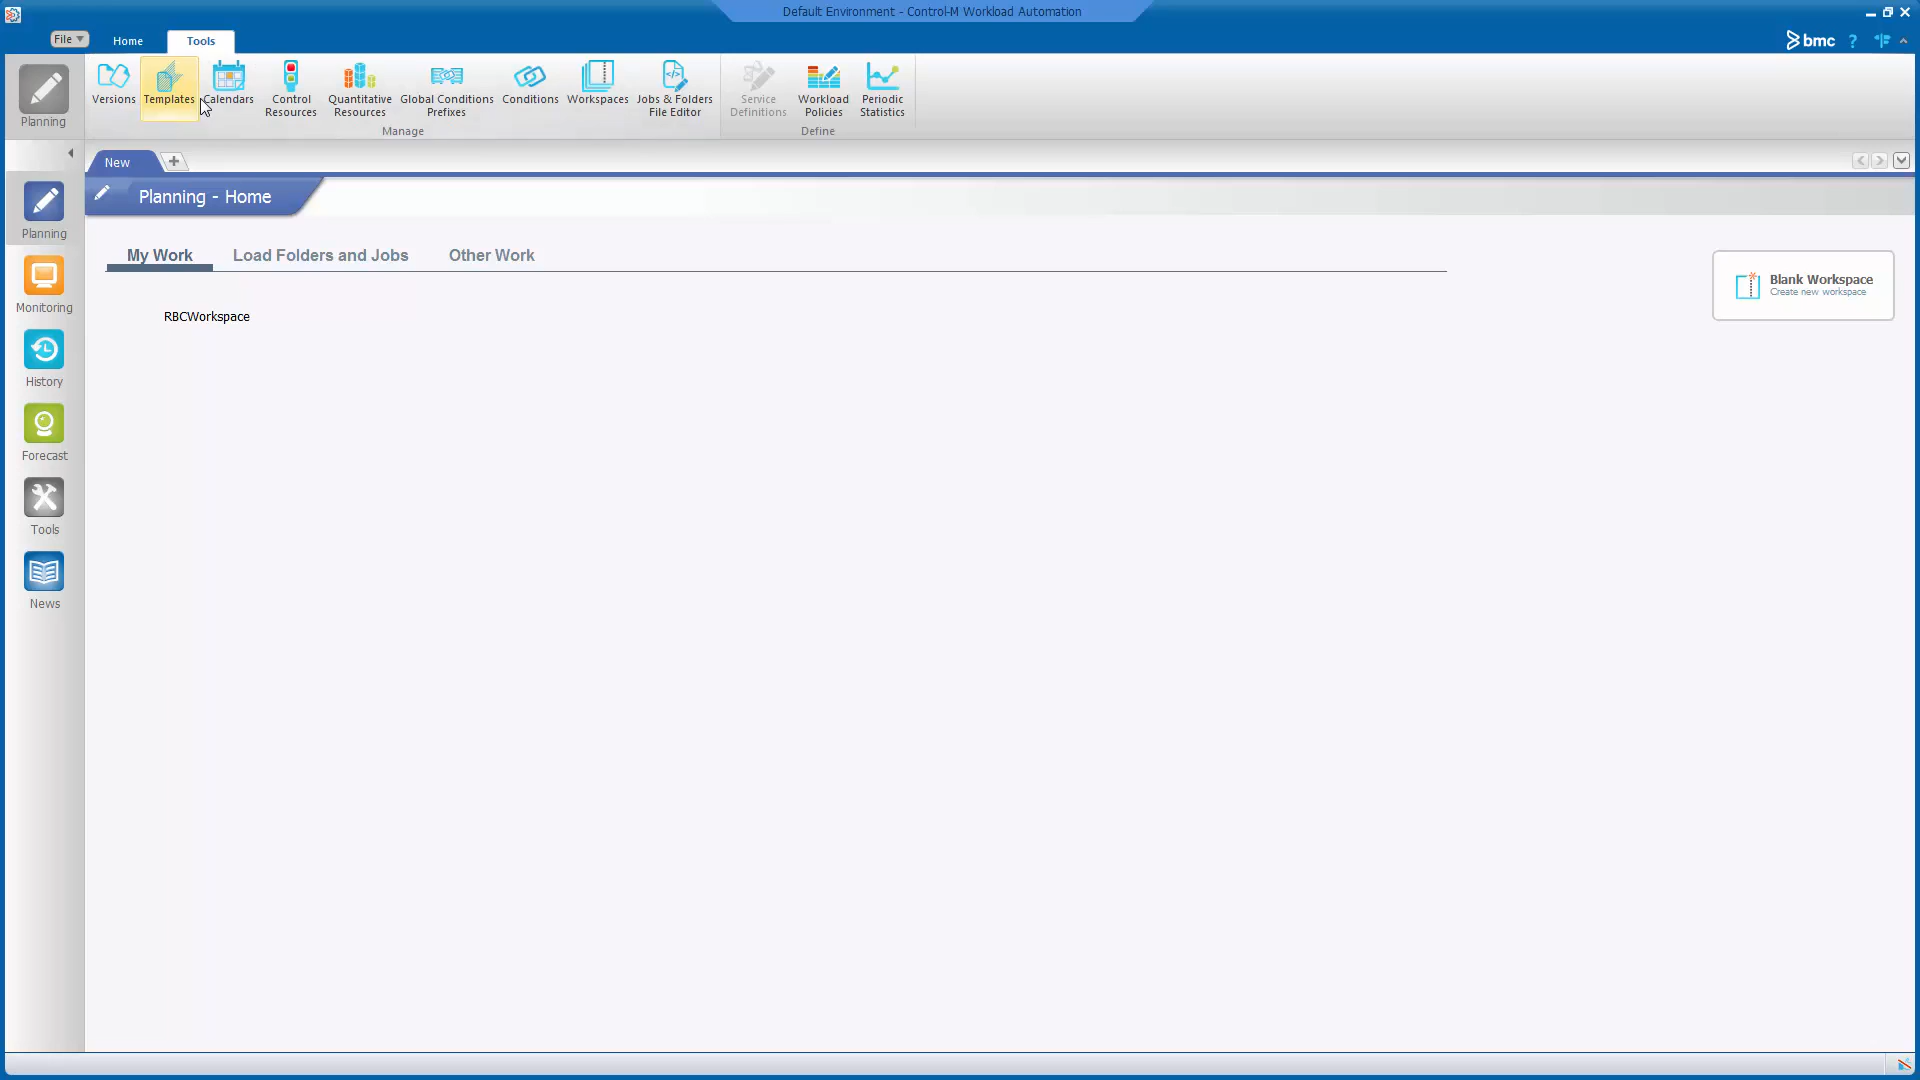 Default Environment - Control-M Workload Automation
File
Home
Tools
bmc
?
Planning
Versions
Templates
Calendars
Control
Resources
Quantitative
Resources
Global Conditions
Prefixes
Conditions
Workspaces
Jobs & Folders
File Editor
Service
Definitions
Workload
Policies
Periodic
Statistics
Manage
Define
New
Planning - Home
Planning
Monitoring
History
Forecast
Tools
News
My Work
Load Folders and Jobs
Other Work
RBCWorkspace
Blank Workspace
Create new workspace